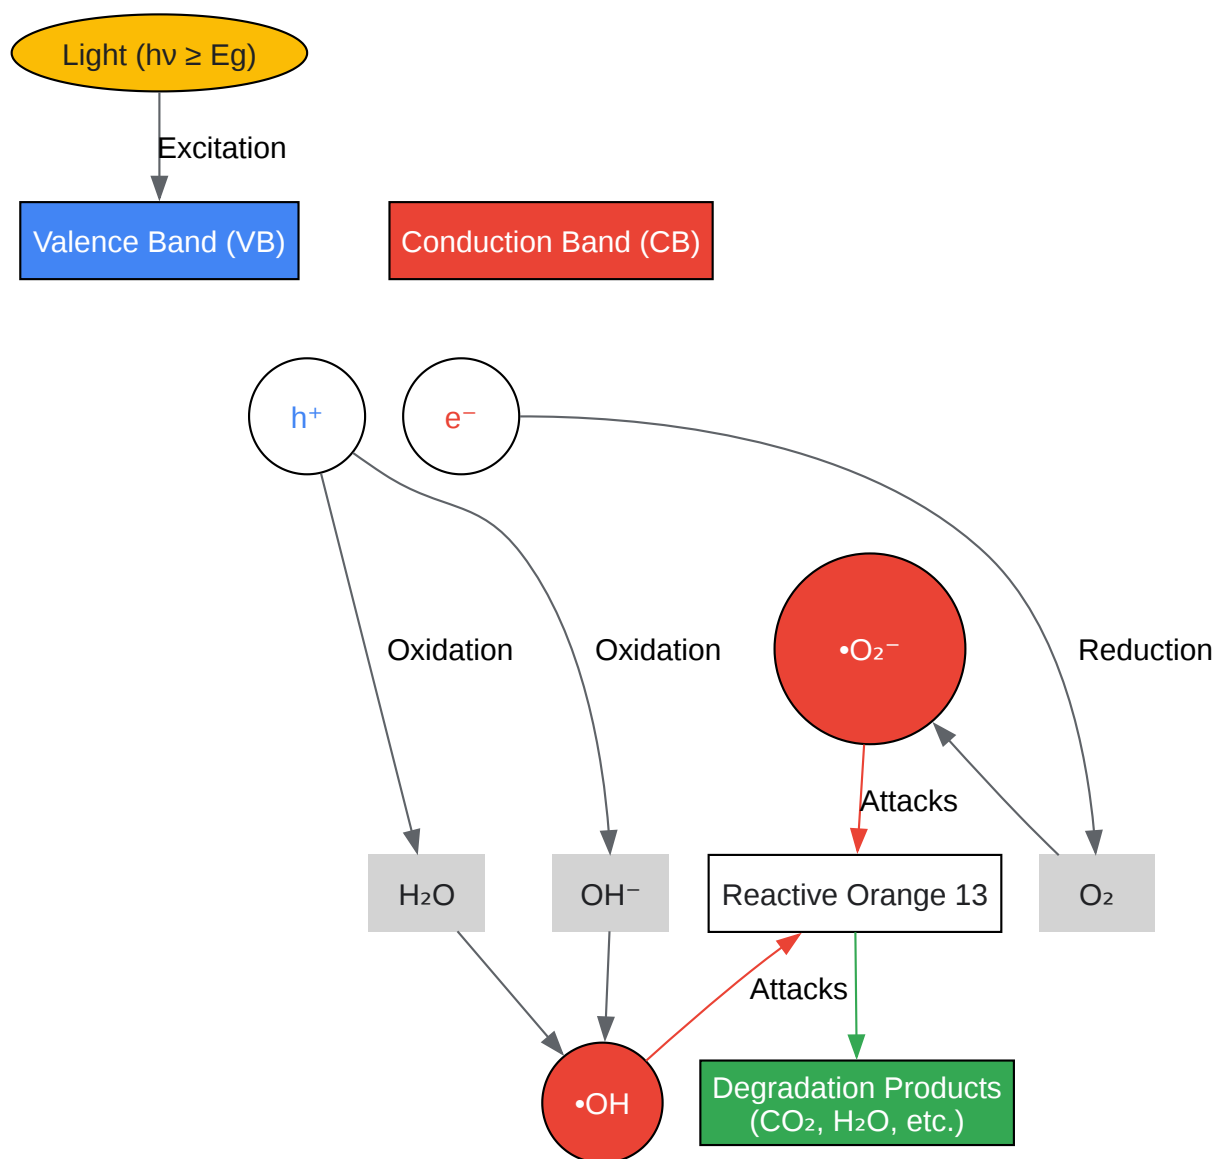 Light (hν ≥ Eg)
Excitation
Valence Band (VB)
Conduction Band (CB)
h⁺
e⁻
Oxidation
Oxidation
•O₂⁻
Reduction
Attacks
H₂O
OH⁻
Reactive Orange 13
O₂
Attacks
•OH
Degradation Products
(CO₂, H₂O, etc.)